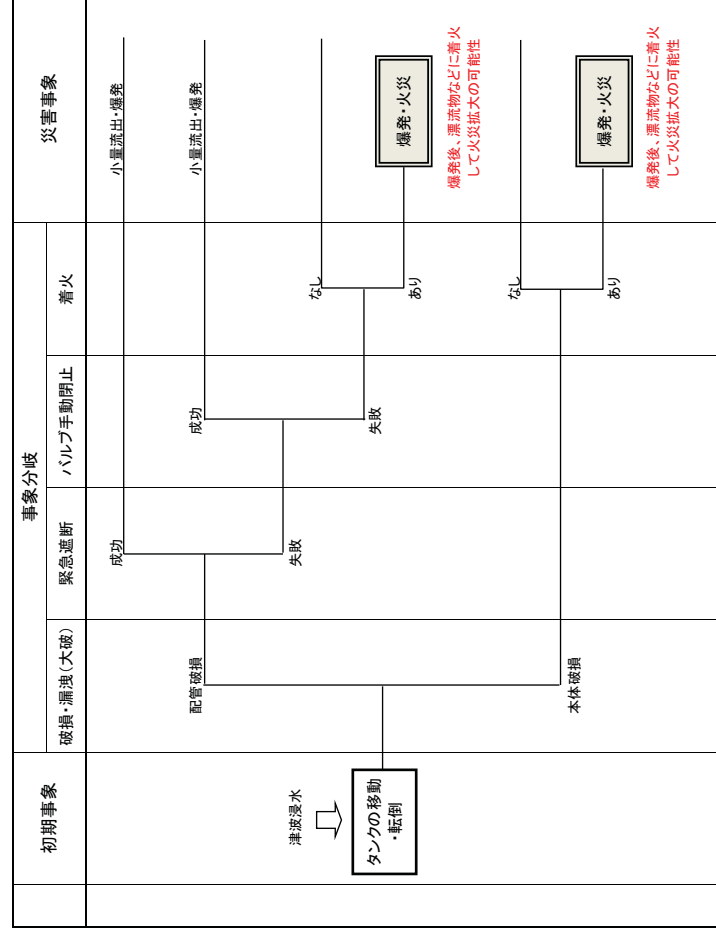 初期事象
事象分岐
災害事象
破損・漏洩(大破)
緊急遮断
バルブ手動閉止
着火
津波浸水
タンクの移動
・転倒
配管破損
本体破損
成功
失敗
成功
失敗
なし
あり
なし
あり
小量流出・爆発
小量流出・爆発
爆発・火災
爆発後、漂流物などに着火
して火災拡大の可能性
爆発・火災
爆発後、漂流物などに着火
して火災拡大の可能性